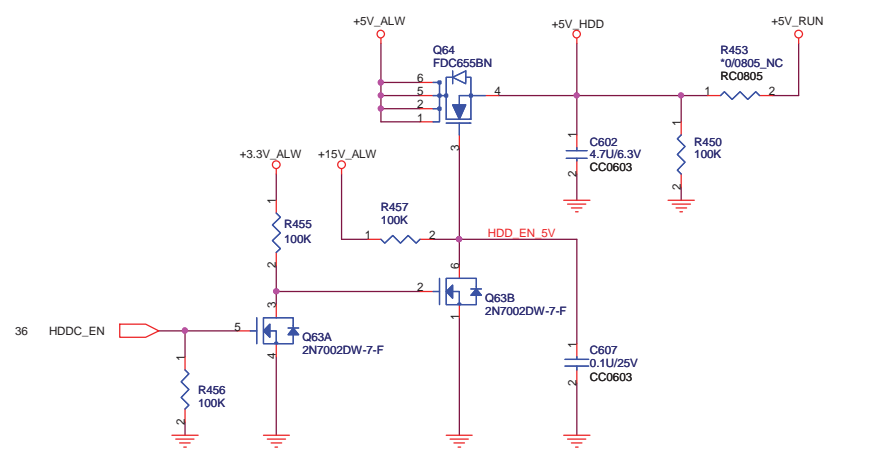 +5V_ALW
+5V_HDD
+5V_RUN
Q64
FDC655BN
R453
*0/0805_NC
RC0805
6
5
2
1
4
1
2
3
1
2
C602
4.7U/6.3V
CC0603
1
2
R450
100K
+3.3V_ALW
+15V_ALW
1
2
R455
100K
R457
100K
1
2
HDD_EN_5V
6
2
1
Q63B
2N7002DW-7-F
36
HDDC_EN
5
3
4
Q63A
2N7002DW-7-F
1
2
R456
100K
1
2
C607
0.1U/25V
CC0603